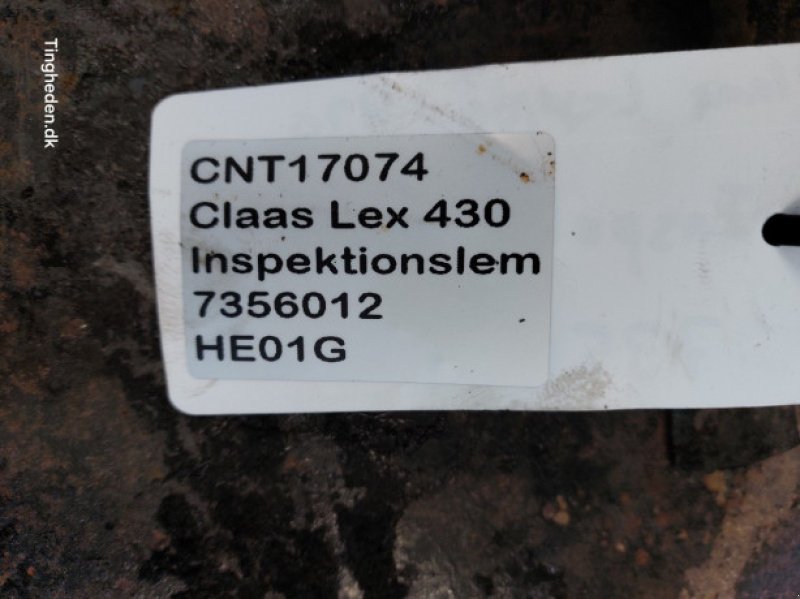 Tingheden.dk
CNT17074
Claas Lex 430
Inspektionslem
7356012
HE01G